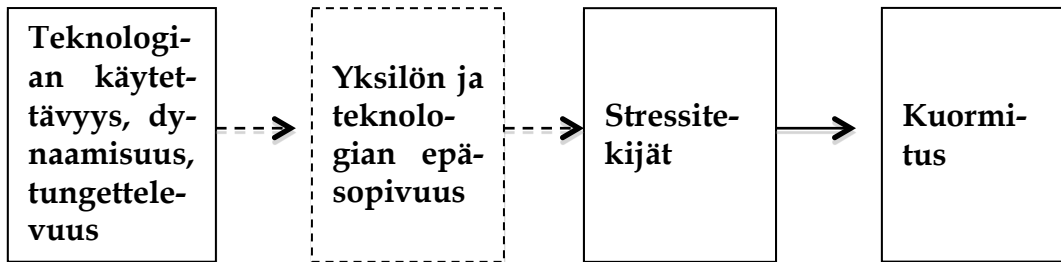 Teknologi-
an käytet-
tävyys, dy-
naamisuus,
tungettele-
vuus
Yksilön ja
teknolo-
gian epä-
sopivuus
Stressite-
kijät
Kuormi-
tus